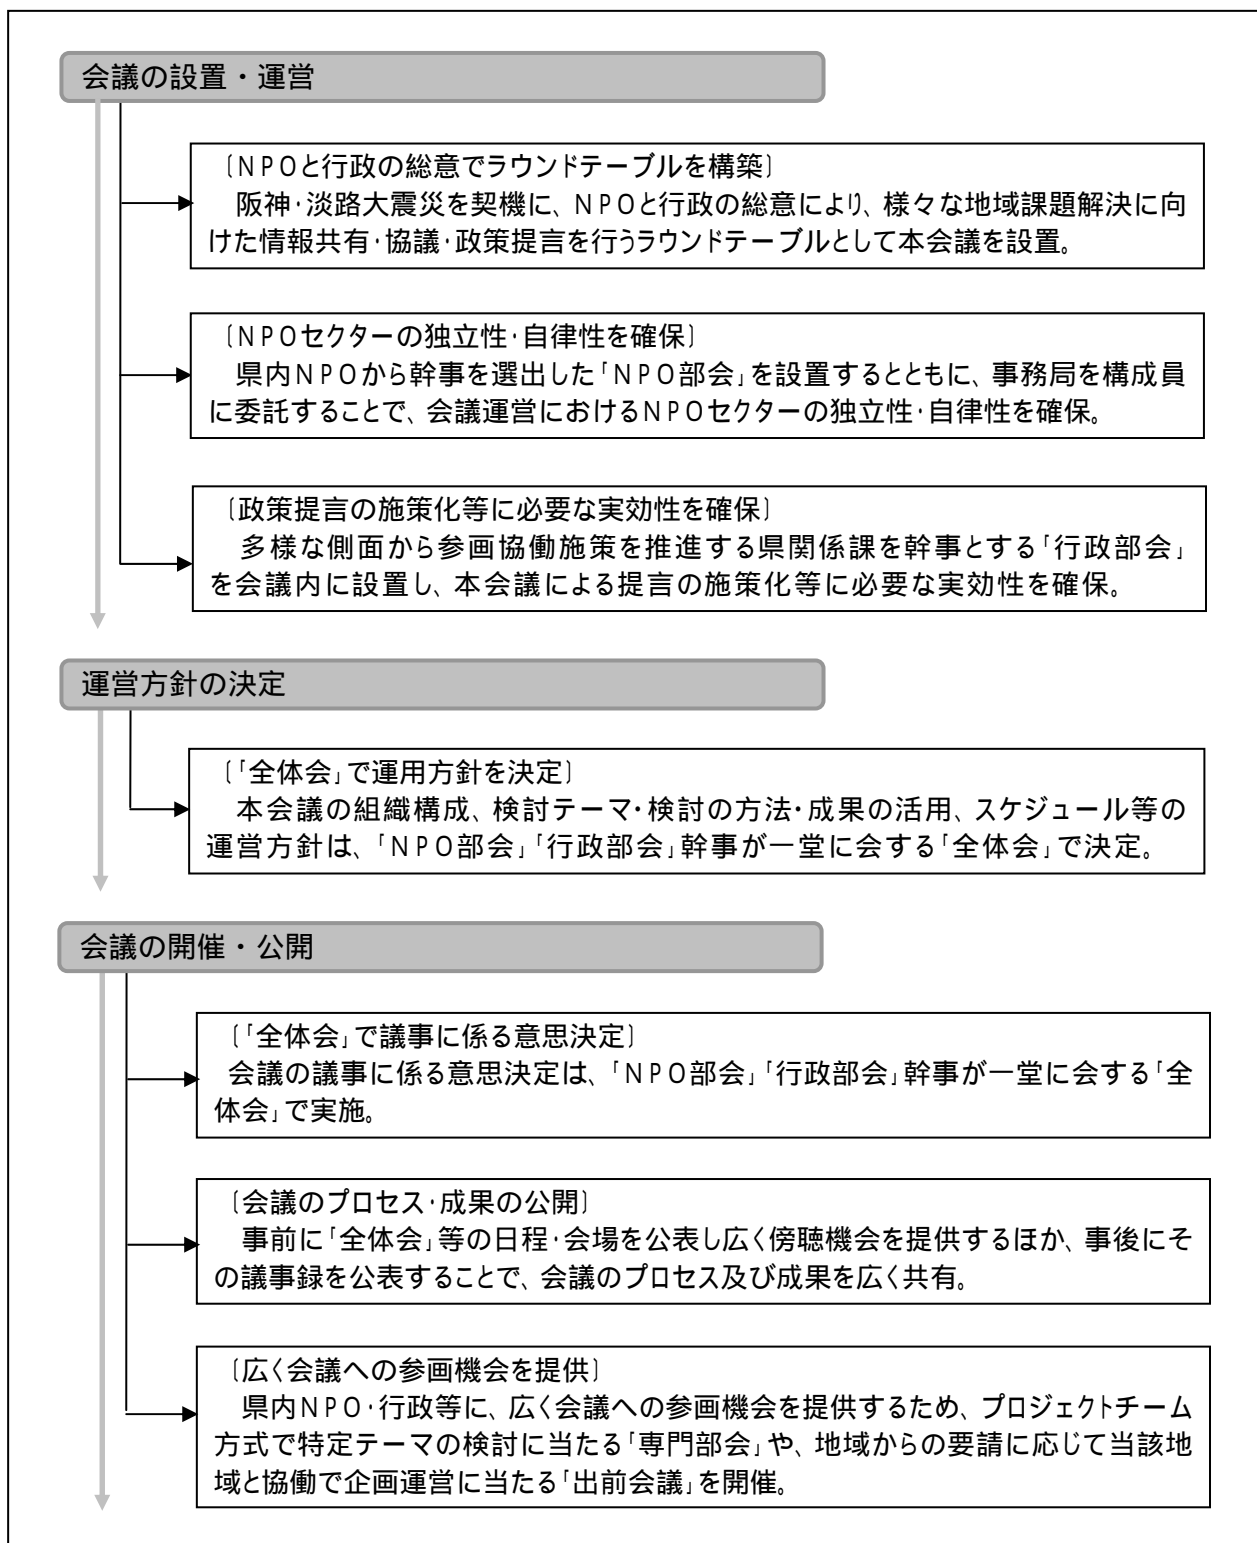 会議の設置・運営
〔NPOと行政の総意でラウンドテーブルを構築〕
阪神・淡路大震災を契機に、NPOと行政の総意により、様々な地域課題解決に向
けた情報共有・協議・政策提言を行うラウンドテーブルとして本会議を設置。
〔NPOセクターの独立性・自律性を確保〕
県内NPOから幹事を選出した「NPO部会」を設置するとともに、事務局を構成員
に委託することで、会議運営におけるNPOセクターの独立性・自律性を確保。
〔政策提言の施策化等に必要な実効性を確保〕
多様な側面から参画協働施策を推進する県関係課を幹事とする「行政部会」
を会議内に設置し、本会議による提言の施策化等に必要な実効性を確保。
運営方針の決定
〔「全体会」で運用方針を決定〕
本会議の組織構成、検討テーマ・検討の方法・成果の活用、スケジュール等の
運営方針は、「NPO部会」「行政部会」幹事が一堂に会する「全体会」で決定。
会議の開催・公開
〔「全体会」で議事に係る意思決定〕
会議の議事に係る意思決定は、「NPO部会」「行政部会」幹事が一堂に会する「全
体会」で実施。
〔会議のプロセス・成果の公開〕
事前に「全体会」等の日程・会場を公表し広く傍聴機会を提供するほか、事後にそ
の議事録を公表することで、会議のプロセス及び成果を広く共有。
〔広く会議への参画機会を提供〕
県内NPO・行政等に、広く会議への参画機会を提供するため、プロジェクトチーム
方式で特定テーマの検討に当たる「専門部会」や、地域からの要請に応じて当該地
域と協働で企画運営に当たる「出前会議」を開催。